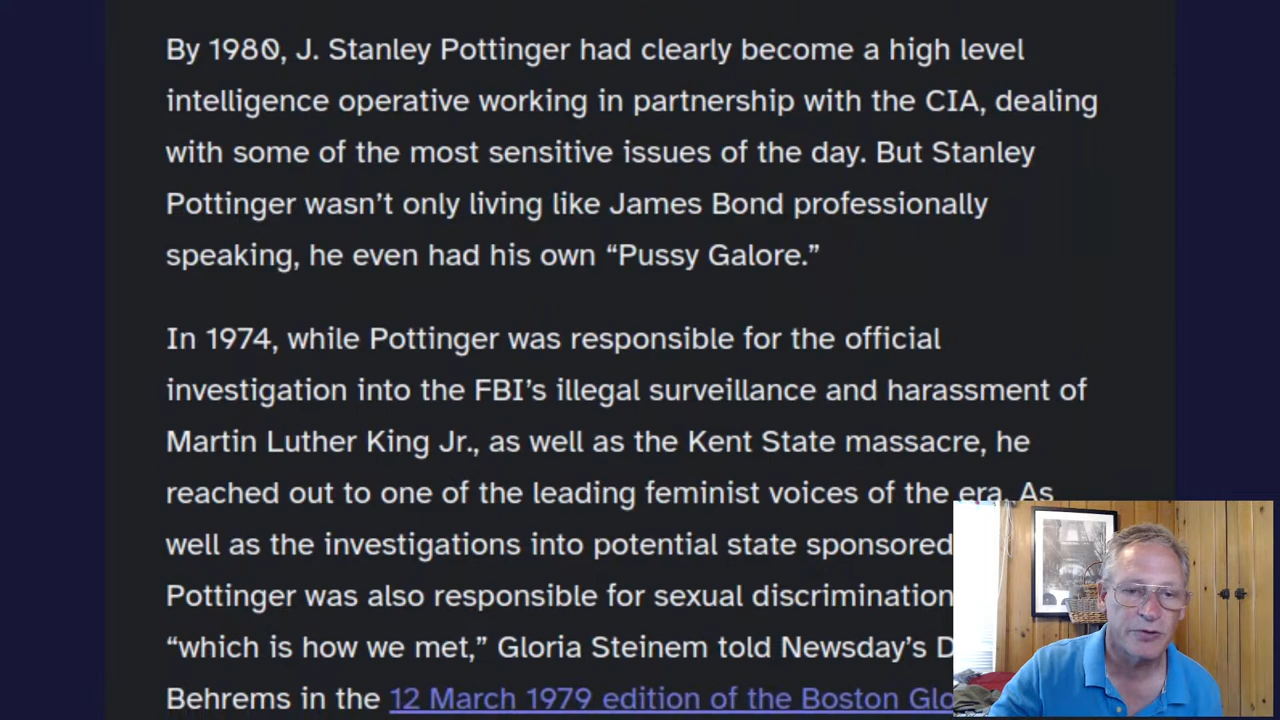 By 1980, J. Stanley Pottinger had clearly become a high level
intelligence operative working in partnership with the CIA, dealing
with some of the most sensitive issues of the day. But Stanley
Pottinger wasn’t only living like James Bond professionally
speaking, he even had his own “Pussy Galore.”
In 1974, while Pottinger was responsible for the official
investigation into the FBI’s illegal surveillance and harassment of
Martin Luther King Jr., as well as the Kent State massacre, he
reached out to one of the leading feminist voices of the era. As
well as the investigations into potential state sponsored
Pottinger was also responsible for sexual discrimination
“which is how we met,” Gloria Steinem told Newsday’s
Behrems in the 12 March 1979 edition of the Boston